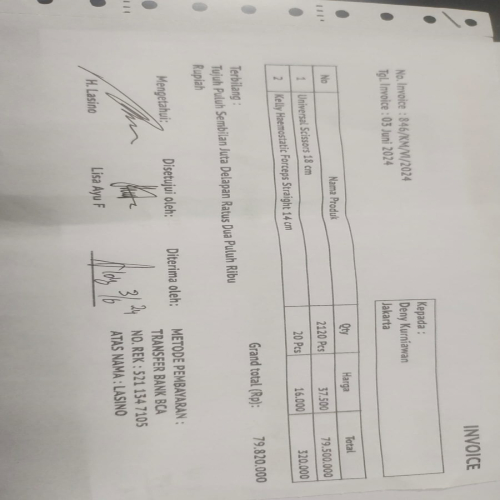 INVOICE
No. Invoice : 846/KM/VI/2024
Tgl. Invoice : 03 Juni 2024
Kepada :
Deny Kurniawan
Jakarta
No Nama Produk Qty Harga Total
1 Universal Scissors 18 cm 2120 Pcs 37.500 79.500.000
2 Kelly Haemostatic Forceps Straight 14 cm 20 Pcs 16.000 320.000
Grand total (Rp): 79.820.000
Terbilang :
Tujuh Puluh Sembilan Juta Delapan Ratus Dua Puluh Ribu
Rupiah
Mengetahui: Disetujui oleh: Diterima oleh:
H. Lasino Lisa Ayu F
3/6 24
METODE PEMBAYARAN :
TRANSFER BANK BCA
NO. REK : 521 134 7105
ATAS NAMA : LASINO